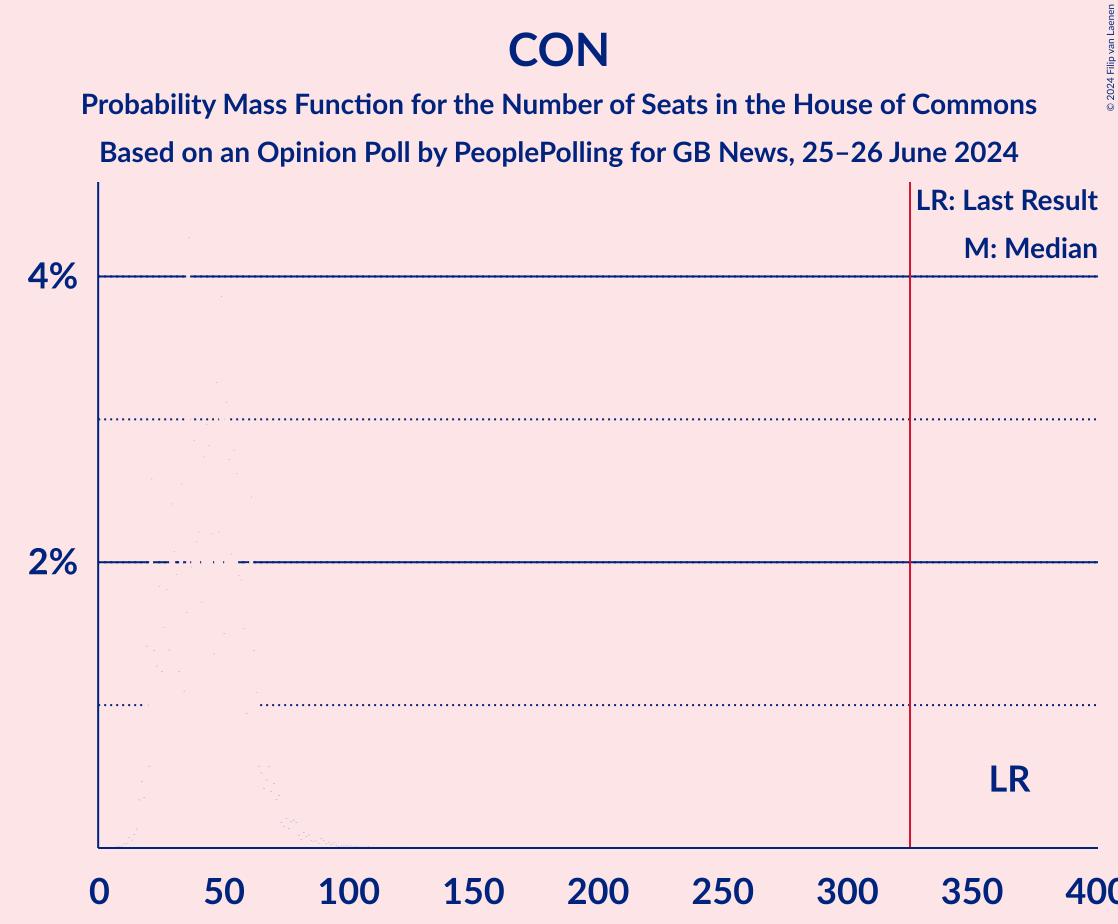 CON
Probability Mass Function for the Number of Seats in the House of Commons
Based on an Opinion Poll by PeoplePolling for GB News, 25–26 June 2024
© 2024 Filip van Laenen
LR: Last Result
M: Median
4%
2%
LR
0 50 100 150 200 250 300 350 400